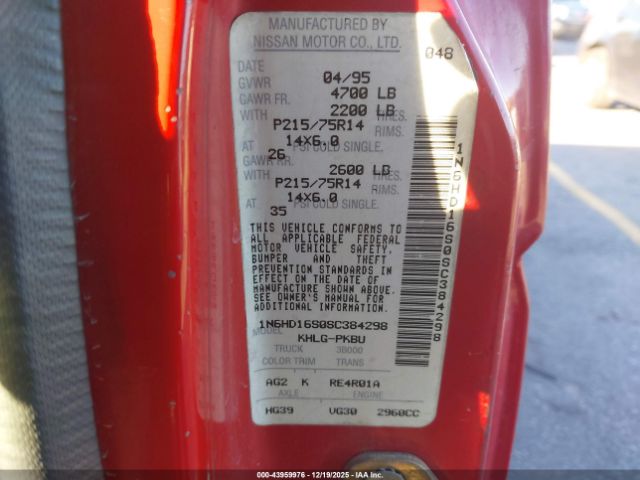 MANUFACTURED BY
NISSAN MOTOR CO., LTD.
048
DATE 04/95
GVWR 4700 LB
GAWR FR. 2200 LB
WITH P215/75R14 TIRES.
14X6.0 RIMS.
AT 26 PSI COLD SINGLE.
GAWR RR. 2600 LB
WITH P215/75R14 TIRES.
14X6.0 RIMS.
AT 35 PSI COLD SINGLE.
THIS VEHICLE CONFORMS TO
ALL APPLICABLE FEDERAL
MOTOR VEHICLE SAFETY,
BUMPER AND THEFT
PREVENTION STANDARDS IN
EFFECT ON THE DATE OF
MANUFACTURE SHOWN ABOVE.
SEE OWNER'S MANUAL FOR
ADDITIONAL INFORMATION.
1N6HD16S0SC384298
MODEL KHLG-PKBU
TRUCK 3B000
COLOR TRIM TRANS
AG2 K RE4R01A
AXLE ENGINE
HG39 VG30 2960CC
1N6HD16S0SC384298
00-43959976 - 12/19/2025 - IAAI.COM